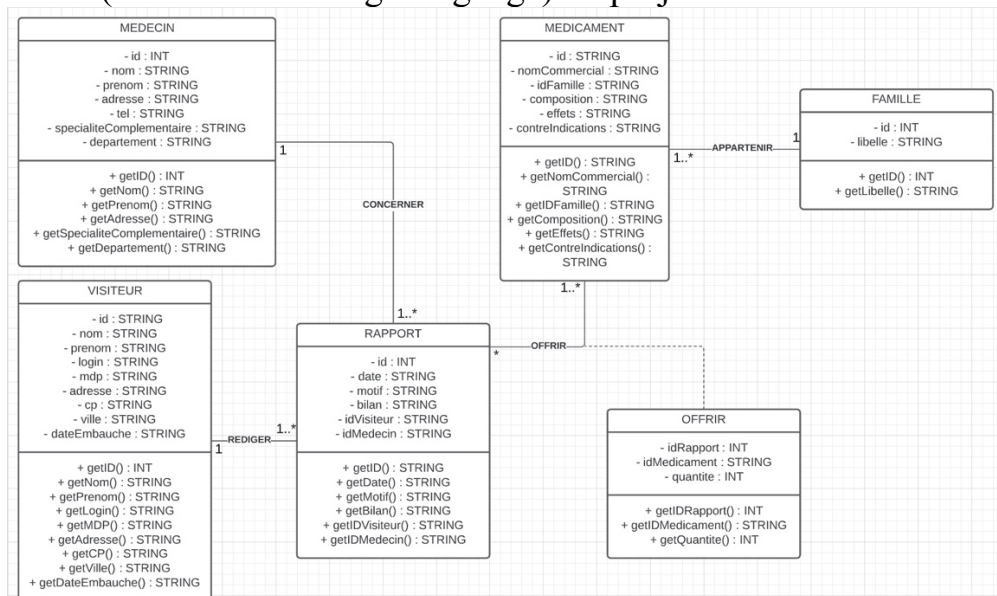 MEDECIN
- id : INT
- nom : STRING
- prenom : STRING
- adresse : STRING
- tel : STRING
- specialiteComplementaire : STRING
- departement : STRING
+ getID() : INT
+ getNom() : STRING
+ getPrenom() : STRING
+ getAdresse() : STRING
+ getSpecialiteComplementaire() : STRING
+ getDepartement() : STRING
1
CONCERNER
1..*
MEDICAMENT
- id : STRING
- nomCommercial : STRING
- idFamille : STRING
- composition : STRING
- effets : STRING
- contreIndications : STRING
+ getID() : STRING
+ getNomCommercial() :
STRING
+ getIDFamille() : STRING
+ getComposition() : STRING
+ getEffets() : STRING
+ getContreIndications() :
STRING
1..*
APPARTENIR
1
FAMILLE
- id : INT
- libelle : STRING
+ getID() : INT
+ getLibelle() : STRING
VISITEUR
- id : STRING
- nom : STRING
- prenom : STRING
- login : STRING
- mdp : STRING
- adresse : STRING
- cp : STRING
- ville : STRING
- dateEmbauche : STRING
+ getID() : INT
+ getNom() : STRING
+ getPrenom() : STRING
+ getLogin() : STRING
+ getMDP() : STRING
+ getAdresse() : STRING
+ getCP() : STRING
+ getVille() : STRING
+ getDateEmbauche() : STRING
1
REDIGER
1..*
RAPPORT
- id : INT
- date : STRING
- motif : STRING
- bilan : STRING
- idVisiteur : STRING
- idMedecin : STRING
+ getID() : STRING
+ getDate() : STRING
+ getMotif() : STRING
+ getBilan() : STRING
+ getIDVisiteur() : STRING
+ getIDMedecin() : STRING
*
OFFRIR
1..*
OFFRIR
- idRapport : INT
- idMedicament : STRING
- quantite : INT
+ getIDRapport() : INT
+ getIDMedicament() : STRING
+ getQuantite() : INT